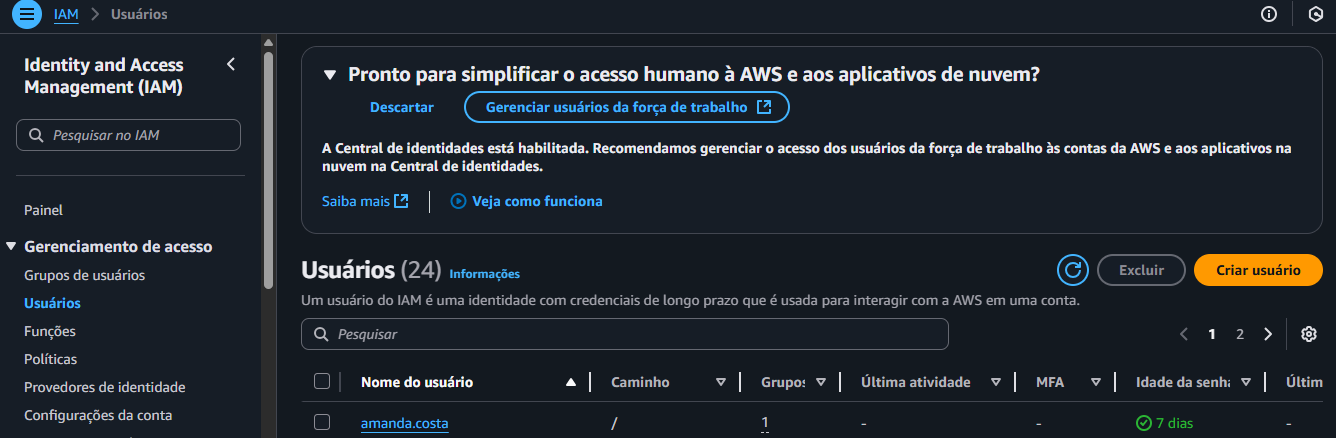 IAM > Usuários
Identity and Access
Management (IAM)
Pesquisar no IAM
Painel
Gerenciamento de acesso
Grupos de usuários
Usuários
Funções
Políticas
Provedores de identidade
Configurações da conta
Pronto para simplificar o acesso humano à AWS e aos aplicativos de nuvem?
Descartar Gerenciar usuários da força de trabalho
A Central de identidades está habilitada. Recomendamos gerenciar o acesso dos usuários da força de trabalho às contas da AWS e aos aplicativos na
nuvem na Central de identidades.
Saiba mais Veja como funciona
Usuários (24) Informações Excluir Criar usuário
Um usuário do IAM é uma identidade com credenciais de longo prazo que é usada para interagir com a AWS em uma conta.
Pesquisar 1 2
Nome do usuário Caminho Grupos Última atividade MFA Idade da senha Últim
amanda.costa / 1 - - 7 dias -